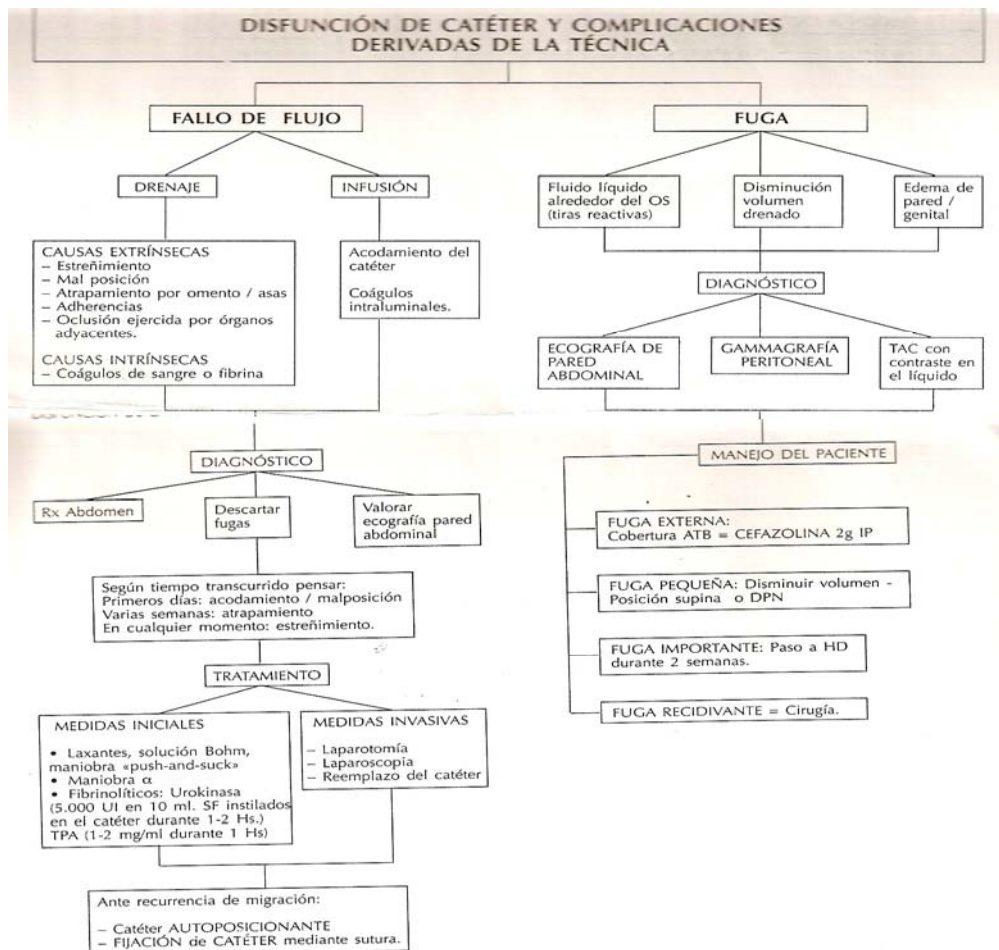 DISFUNCIÓN DE CATÉTER Y COMPLICACIONES
DERIVADAS DE LA TÉCNICA
FALLO DE FLUJO
DRENAJE
INFUSIÓN
CAUSAS EXTRÍNSECAS
– Estreñimiento
– Mal posición
– Atrapamiento por omento / asas
– Adherencias
– Oclusión ejercida por órganos
adyacentes.
CAUSAS INTRÍNSECAS
– Coágulos de sangre o fibrina
Acodamiento del
catéter
Coágulos
intraluminales.
DIAGNÓSTICO
Rx Abdomen
Descartar
fugas
Valorar
ecografía pared
abdominal
Según tiempo transcurrido pensar:
Primeros días: acodamiento / malposición
Varias semanas: atrapamiento
En cualquier momento: estreñimiento.
TRATAMIENTO
MEDIDAS INICIALES
• Laxantes, solución Bohm,
maniobra «push-and-suck»
• Maniobra α
• Fibrinolíticos: Urokinasa
(5.000 UI en 10 ml. SF instilados
en el catéter durante 1-2 Hs.)
TPA (1-2 mg/ml durante 1 Hs)
MEDIDAS INVASIVAS
– Laparotomía
– Laparoscopia
– Reemplazo del catéter
Ante recurrencia de migración:
– Catéter AUTOPOSICIONANTE
– FIJACIÓN de CATÉTER mediante sutura.
FUGA
Fluido líquido
alrededor del OS
(tiras reactivas)
Disminución
volumen
drenado
Edema de
pared /
genital
DIAGNÓSTICO
ECOGRAFÍA DE
PARED
ABDOMINAL
GAMMAGRAFÍA
PERITONEAL
TAC con
contraste en
el líquido
MANEJO DEL PACIENTE
FUGA EXTERNA:
Cobertura ATB = CEFAZOLINA 2g IP
FUGA PEQUEÑA: Disminuir volumen -
Posición supina o DPN
FUGA IMPORTANTE: Paso a HD
durante 2 semanas.
FUGA RECIDIVANTE = Cirugía.